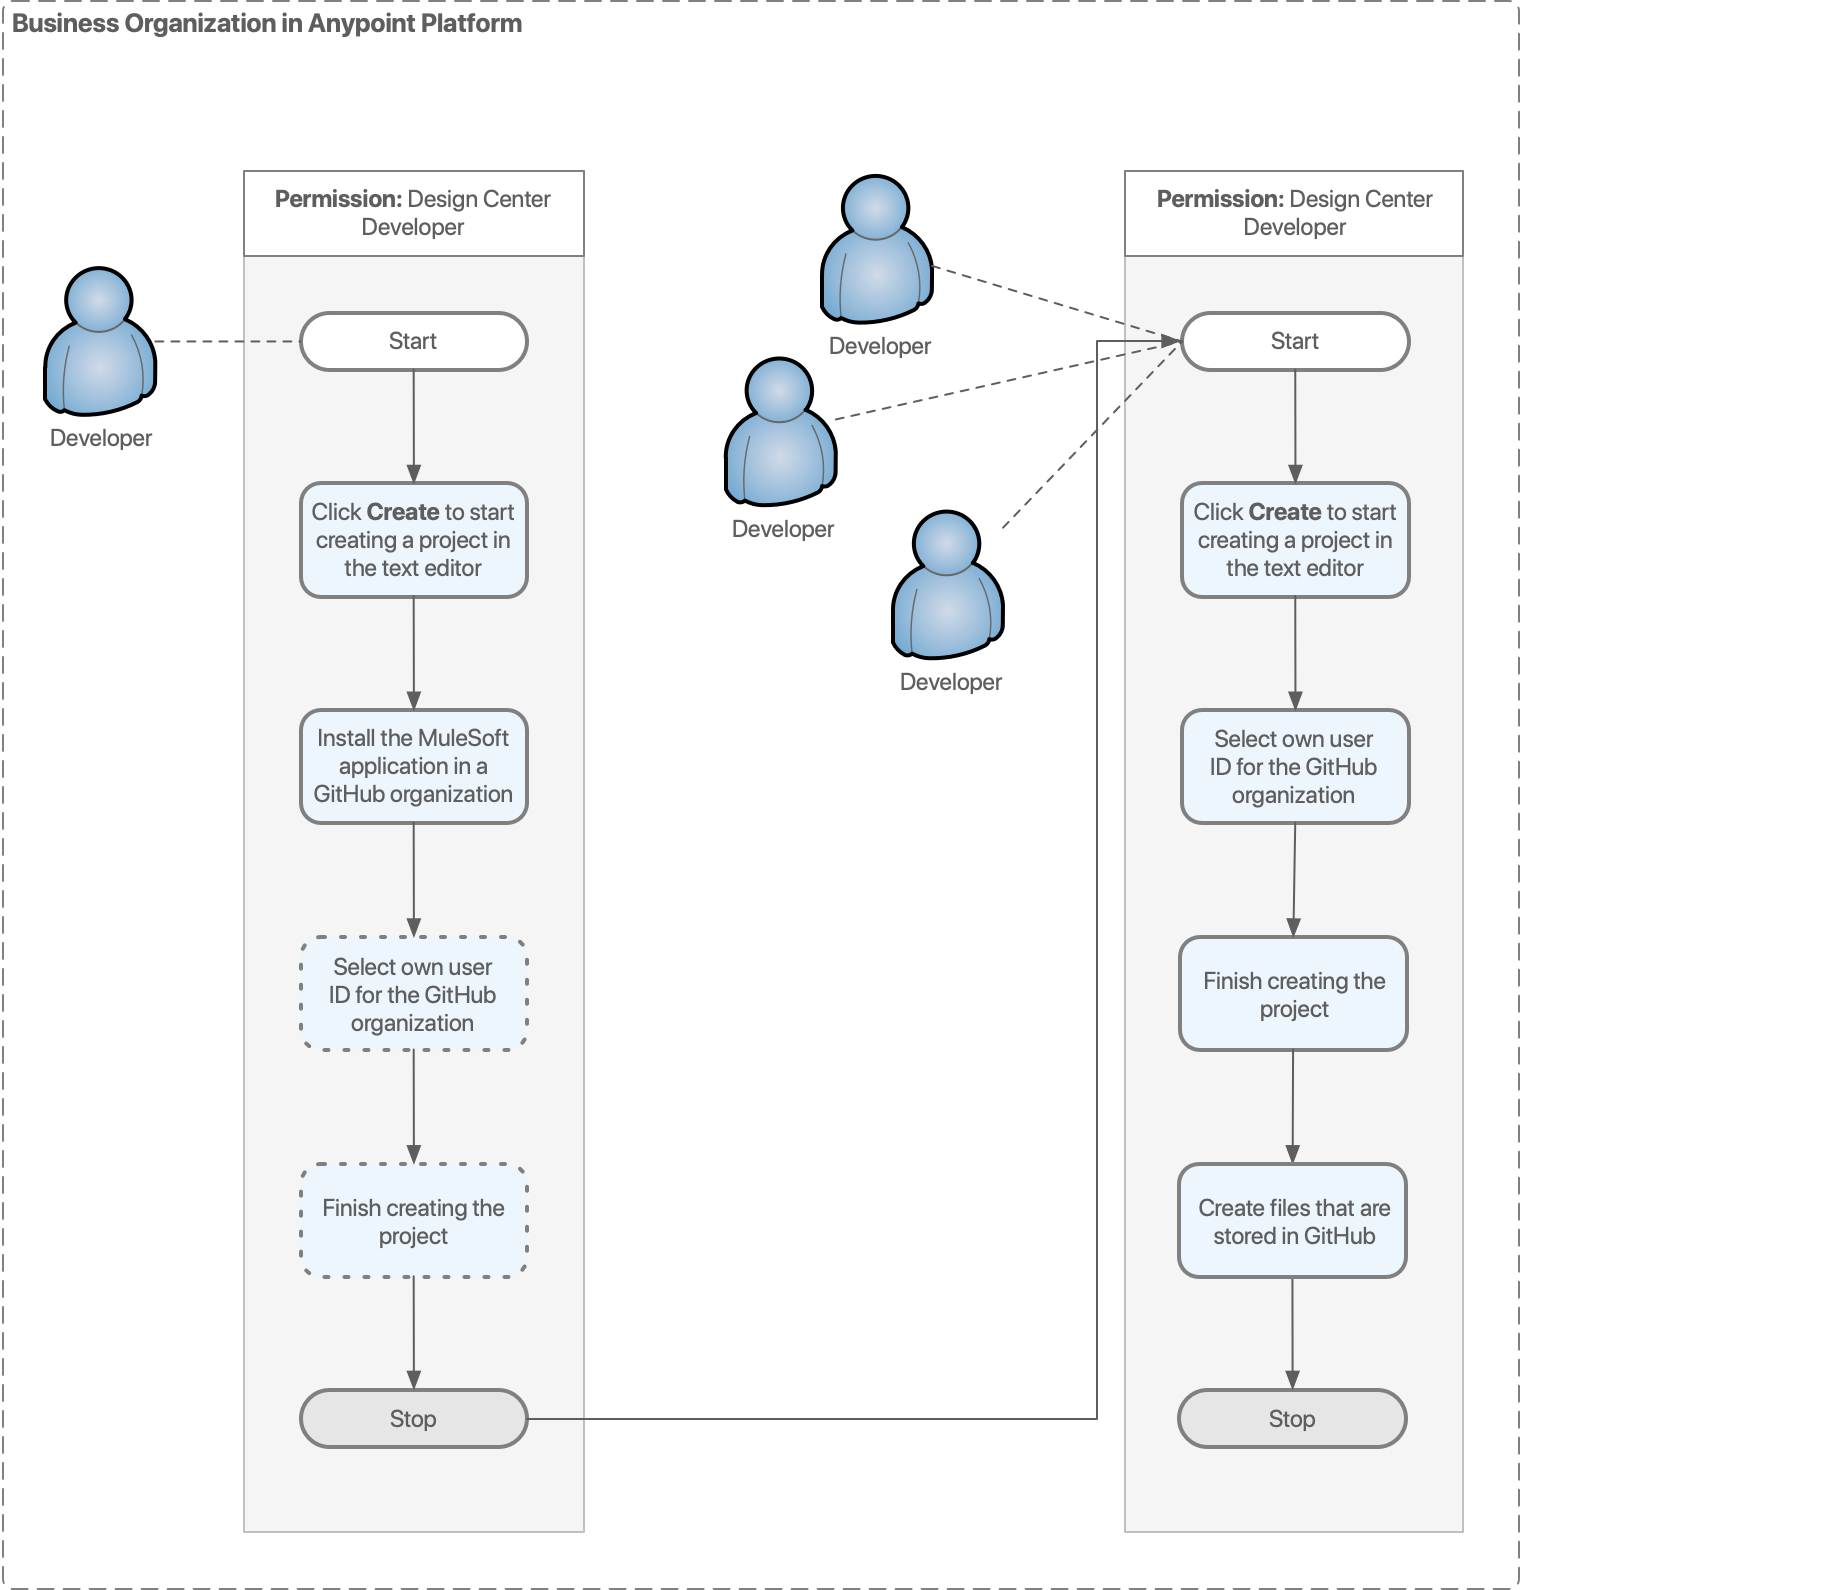 Business Organization in Anypoint Platform
Permission: Design Center
Developer
Developer
Start
Click Create to start
creating a project in
the text editor
Install the MuleSoft
application in a
GitHub organization
Select own user
ID for the GitHub
organization
Finish creating the
project
Stop
Developer
Developer
Developer
Permission: Design Center
Developer
Start
Click Create to start
creating a project in
the text editor
Select own user
ID for the GitHub
organization
Finish creating the
project
Create files that are
stored in GitHub
Stop